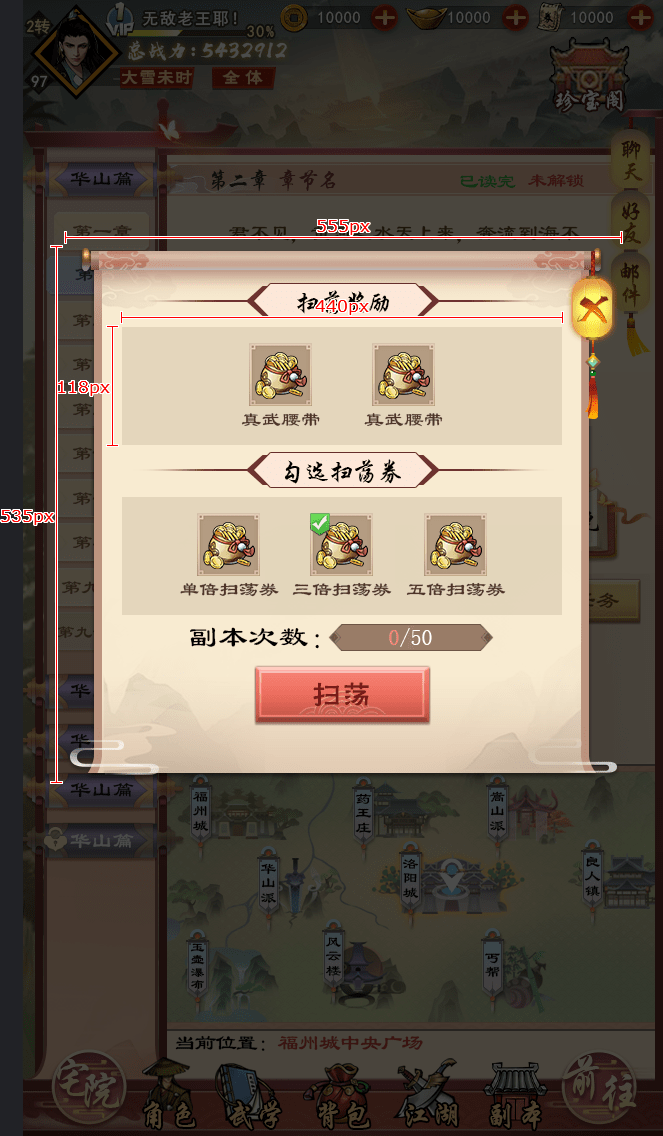 2转
1
VIP
无敌老王耶!
30%
10000
10000
10000
总战力:5432912
97
大雪未时
全体
珍宝阁
聊天
好友
邮件
华山篇
第二章 章节名
已读完 未解锁
第一章
555px
扫荡奖励
440px
118px
真武腰带
真武腰带
勾选扫荡券
535px
单倍扫荡券
三倍扫荡券
五倍扫荡券
副本次数:
0/50
扫荡
华山篇
华山篇
福州城
药王庄
嵩山派
华山派
洛阳城
良人镇
玉壶瀑布
风云楼
丐帮
当前位置: 福州城中央广场
宅院
角色
武学
背包
江湖
副本
前往